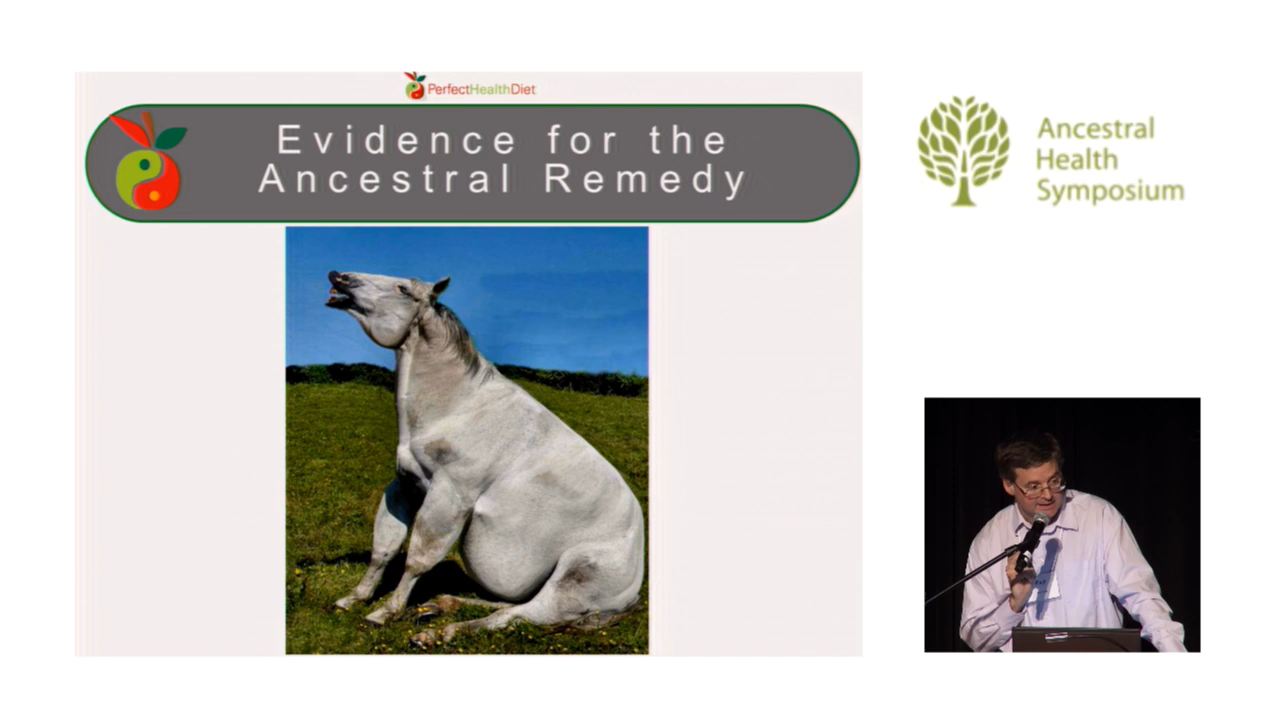 PerfectHealthDiet
Evidence for the
Ancestral Remedy
Ancestral
Health
Symposium